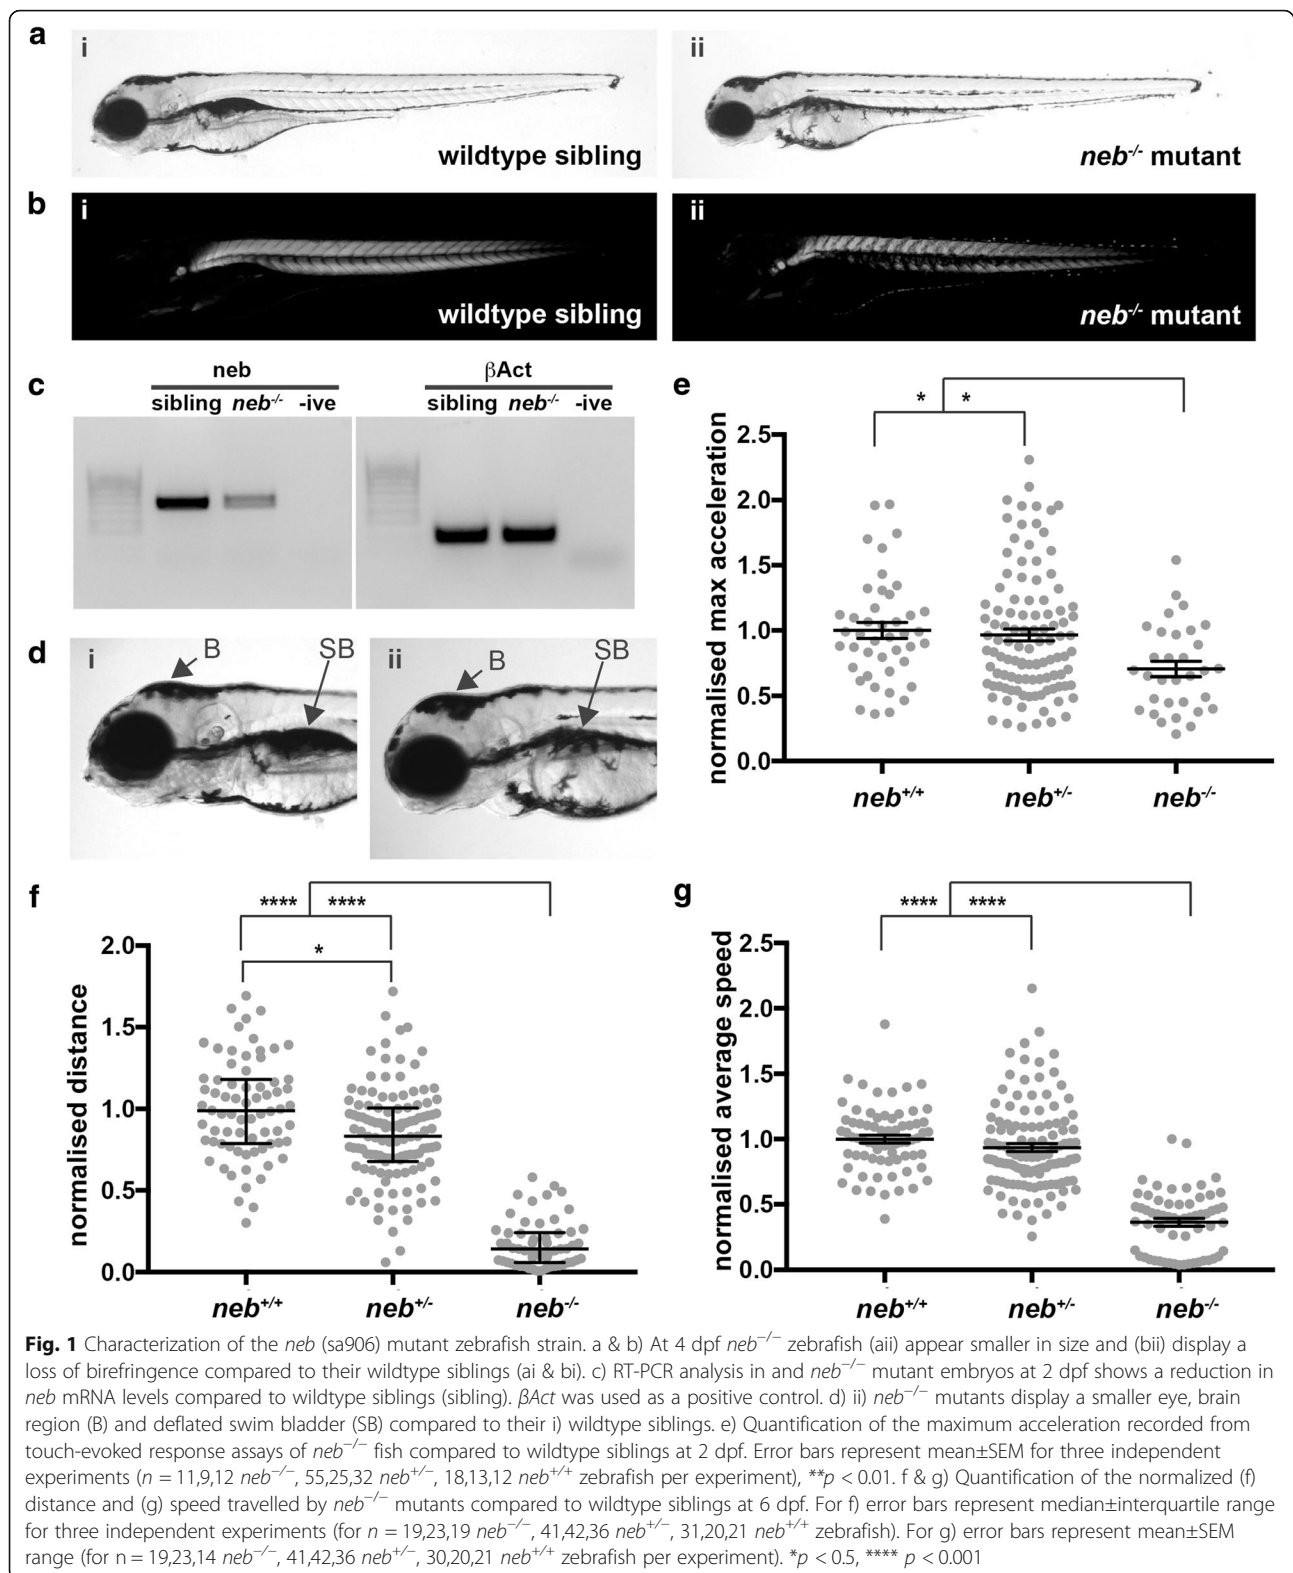 a
i
ii
wildtype sibling
neb-/- mutant
b
i
ii
wildtype sibling
neb-/- mutant
c
neb
βAct
sibling neb-/- -ive
sibling neb-/- -ive
d
i
B
SB
ii
B
SB
e
* *
normalised max acceleration
2.5
2.0
1.5
1.0
0.5
0.0
neb+/+
neb+/-
neb-/-
f
**** ****
*
normalised distance
2.0
1.5
1.0
0.5
0.0
neb+/+
neb+/-
neb-/-
g
**** ****
normalised average speed
2.5
2.0
1.5
1.0
0.5
0.0
neb+/+
neb+/-
neb-/-
Fig. 1 Characterization of the neb (sa906) mutant zebrafish strain. a & b) At 4 dpf neb−/− zebrafish (aii) appear smaller in size and (bii) display a
loss of birefringence compared to their wildtype siblings (ai & bi). c) RT-PCR analysis in and neb−/− mutant embryos at 2 dpf shows a reduction in
neb mRNA levels compared to wildtype siblings (sibling). βAct was used as a positive control. d) ii) neb−/− mutants display a smaller eye, brain
region (B) and deflated swim bladder (SB) compared to their i) wildtype siblings. e) Quantification of the maximum acceleration recorded from
touch-evoked response assays of neb−/− fish compared to wildtype siblings at 2 dpf. Error bars represent mean±SEM for three independent
experiments (n = 11,9,12 neb−/−, 55,25,32 neb+/−, 18,13,12 neb+/+ zebrafish per experiment), **p < 0.01. f & g) Quantification of the normalized (f)
distance and (g) speed travelled by neb−/− mutants compared to wildtype siblings at 6 dpf. For f) error bars represent median±interquartile range
for three independent experiments (for n = 19,23,19 neb−/−, 41,42,36 neb+/−, 31,20,21 neb+/+ zebrafish). For g) error bars represent mean±SEM
range (for n = 19,23,14 neb−/−, 41,42,36 neb+/−, 30,20,21 neb+/+ zebrafish per experiment). *p < 0.5, **** p < 0.001